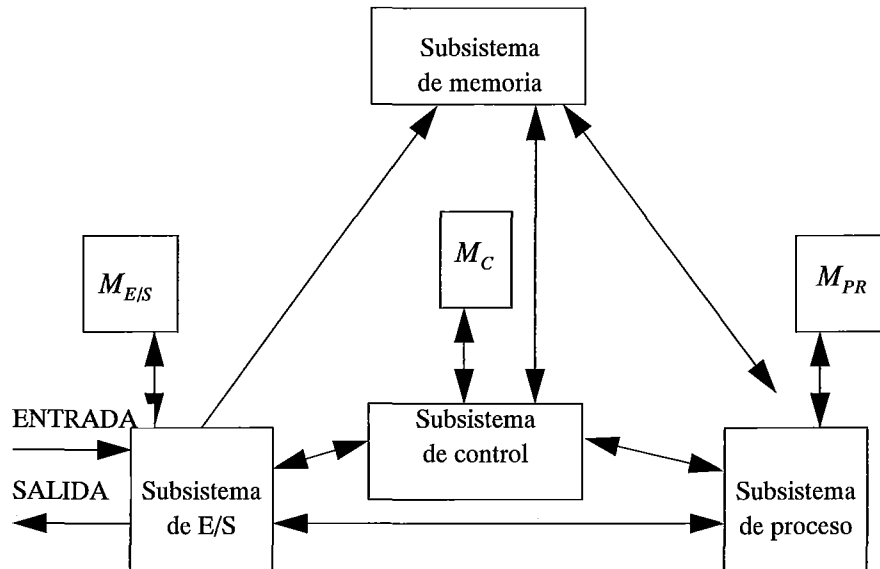 Subsistema
de memoria
M_{E/S}
M_C
M_{PR}
ENTRADA
SALIDA
Subsistema
de E/S
Subsistema
de control
Subsistema
de proceso